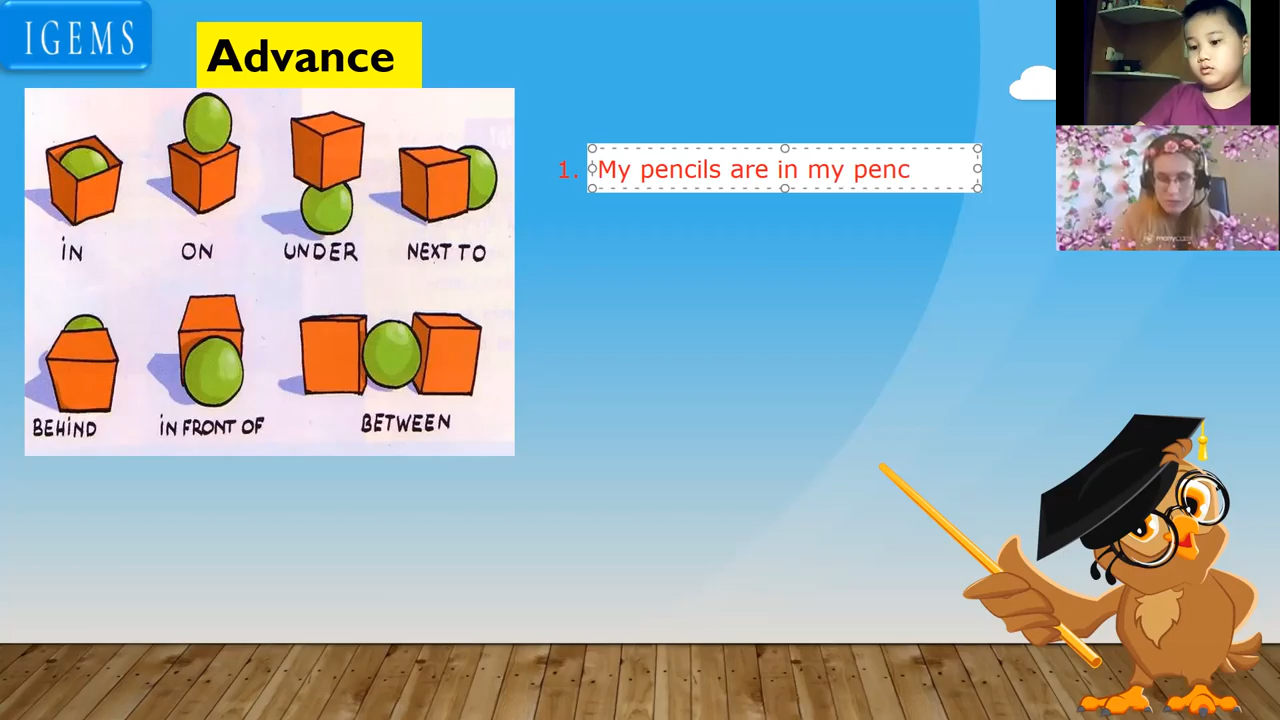 IGEMS
Advance
iN
ON
UNDER
NEXT TO
BEHiND
iN FRONT OF
BETWEEN
1. My pencils are in my penc